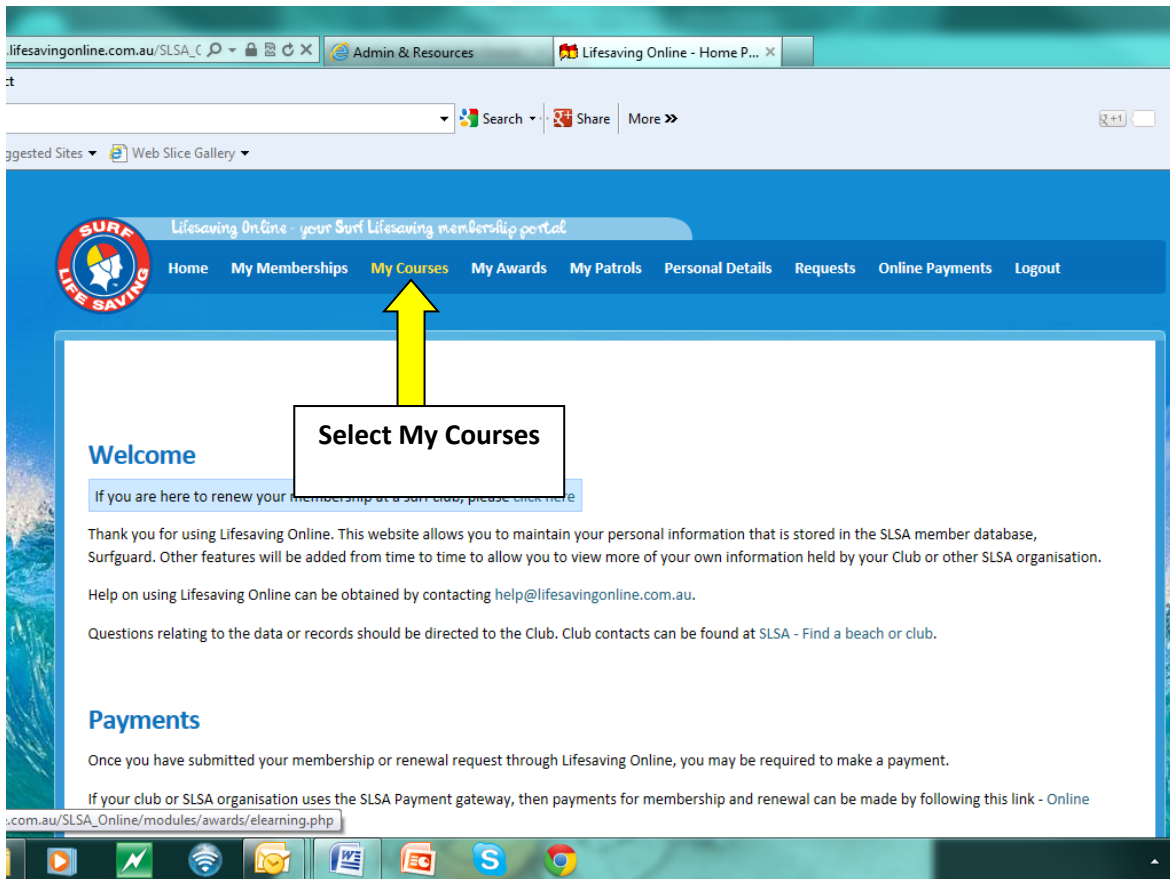 .lifesavingonline.com.au/SLSA_C
Admin & Resources
Lifesaving Online - Home P...
ct
Search
Share
More »
g+1
ggested Sites
Web Slice Gallery
SURF LIFE SAVING
Lifesaving Online - your Surf Lifesaving membership portal
Home My Memberships My Courses My Awards My Patrols Personal Details Requests Online Payments Logout
Select My Courses
Welcome
If you are here to renew your membership at a surf club, please click here
Thank you for using Lifesaving Online. This website allows you to maintain your personal information that is stored in the SLSA member database,
Surfguard. Other features will be added from time to time to allow you to view more of your own information held by your Club or other SLSA organisation.
Help on using Lifesaving Online can be obtained by contacting help@lifesavingonline.com.au.
Questions relating to the data or records should be directed to the Club. Club contacts can be found at SLSA - Find a beach or club.
Payments
Once you have submitted your membership or renewal request through Lifesaving Online, you may be required to make a payment.
If your club or SLSA organisation uses the SLSA Payment gateway, then payments for membership and renewal can be made by following this link - Online
e.com.au/SLSA_Online/modules/awards/elearning.php